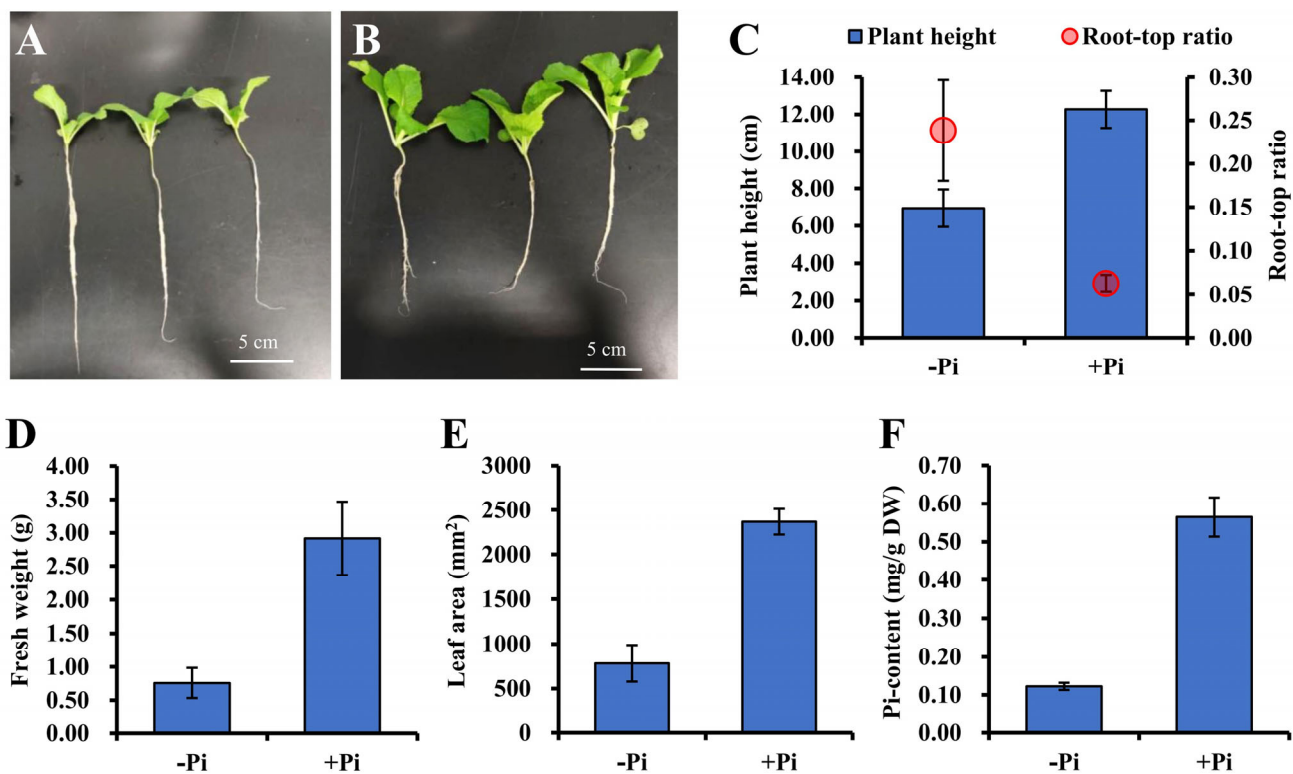 A
5 cm
B
5 cm
C
Plant height
Root-top ratio
Plant height (cm)
14.00
12.00
10.00
8.00
6.00
4.00
2.00
0.00
0.30
0.25
0.20
0.15
0.10
0.05
0.00
Root-top ratio
-Pi
+Pi
D
Fresh weight (g)
4.00
3.50
3.00
2.50
2.00
1.50
1.00
0.50
0.00
-Pi
+Pi
E
Leaf area (mm²)
3000
2500
2000
1500
1000
500
0
-Pi
+Pi
F
Pi-content (mg/g DW)
0.70
0.60
0.50
0.40
0.30
0.20
0.10
0.00
-Pi
+Pi